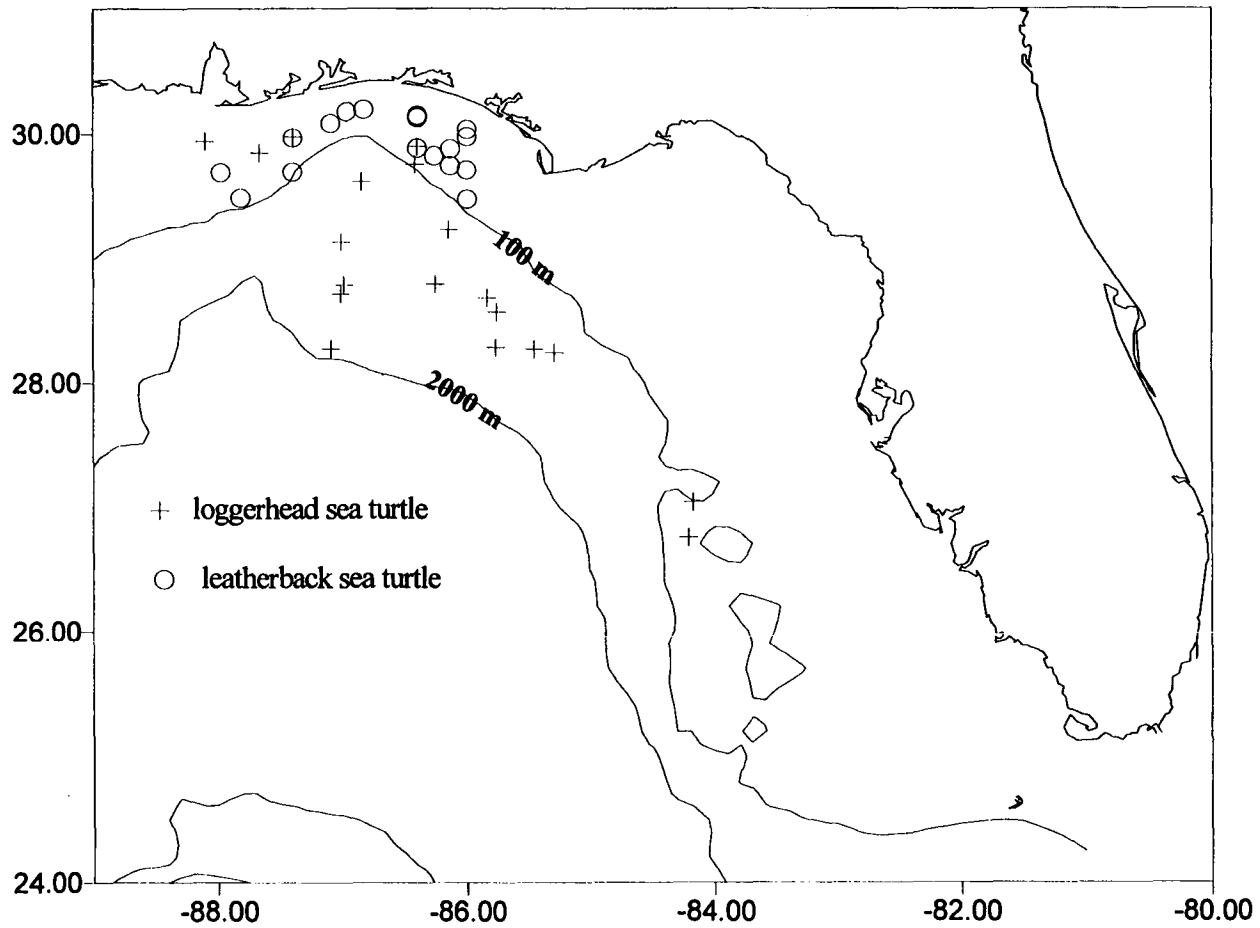 30.00
28.00
26.00
24.00
100 m
2000 m
+ loggerhead sea turtle
○ leatherback sea turtle
-88.00 -86.00 -84.00 -82.00 -80.00